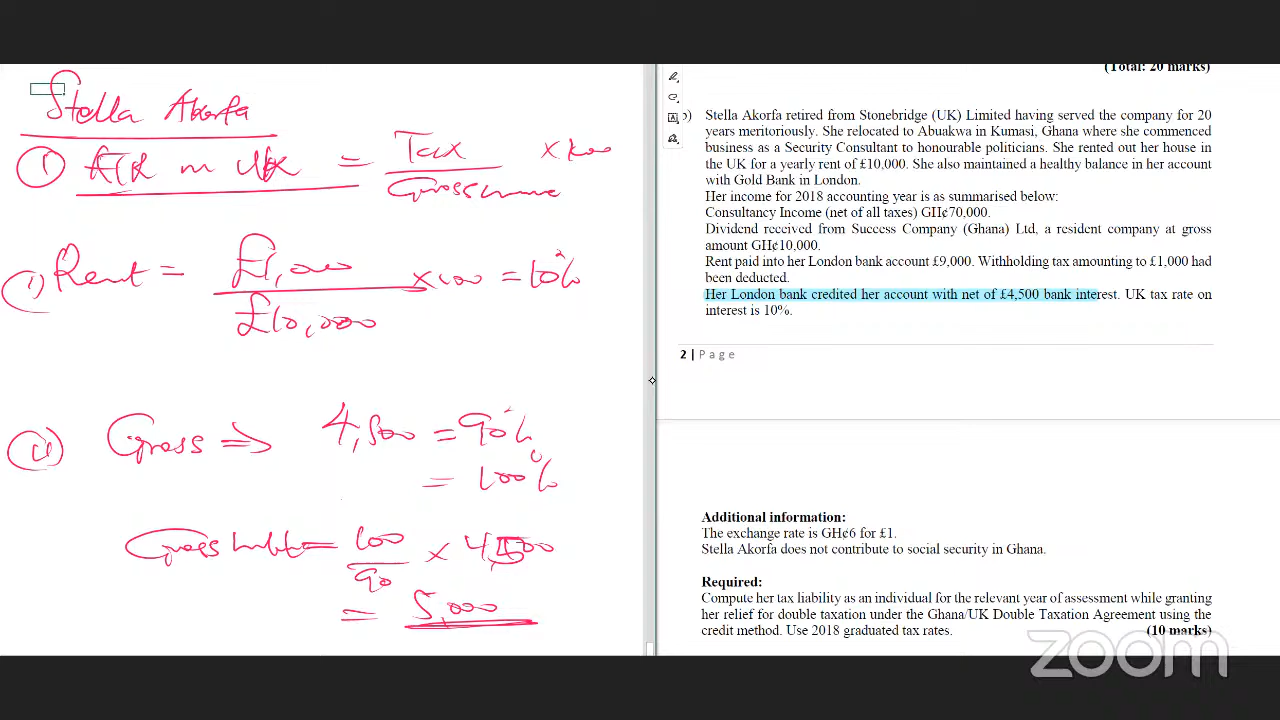 Stella Akorfa
① ETR in UK = Tax x 100
Gross income
i) Rent = £1,000 x 100 = 10%
£10,000
ii) Gross ⇒ 4,500 = 90%
= 100%
Gross = 100 x 4,500
90
= 5,000
(Total: 20 marks)
b) Stella Akorfa retired from Stonebridge (UK) Limited having served the company for 20
years meritoriously. She relocated to Abuakwa in Kumasi, Ghana where she commenced
business as a Security Consultant to honourable politicians. She rented out her house in
the UK for a yearly rent of £10,000. She also maintained a healthy balance in her account
with Gold Bank in London.
Her income for 2018 accounting year is as summarised below:
Consultancy Income (net of all taxes) GH¢70,000.
Dividend received from Success Company (Ghana) Ltd, a resident company at gross
amount GH¢10,000.
Rent paid into her London bank account £9,000. Withholding tax amounting to £1,000 had
been deducted.
Her London bank credited her account with net of £4,500 bank interest. UK tax rate on
interest is 10%.
2 | Page
Additional information:
The exchange rate is GH¢6 for £1.
Stella Akorfa does not contribute to social security in Ghana.
Required:
Compute her tax liability as an individual for the relevant year of assessment while granting
her relief for double taxation under the Ghana/UK Double Taxation Agreement using the
credit method. Use 2018 graduated tax rates. (10 marks)
zoom